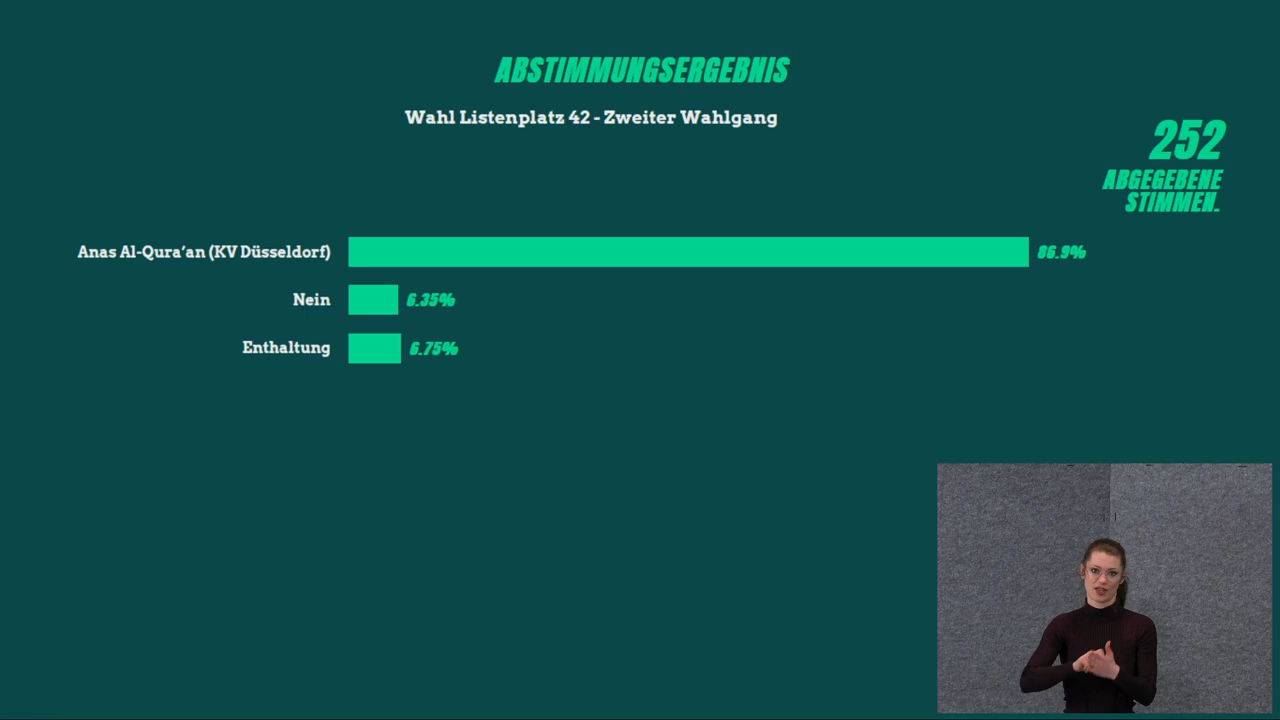 ABSTIMMUNGSERGEBNIS
Wahl Listenplatz 42 - Zweiter Wahlgang
252
ABGEGEBENE
STIMMEN.
Anas Al-Qura’an (KV Düsseldorf) 86.9%
Nein 6.35%
Enthaltung 6.75%